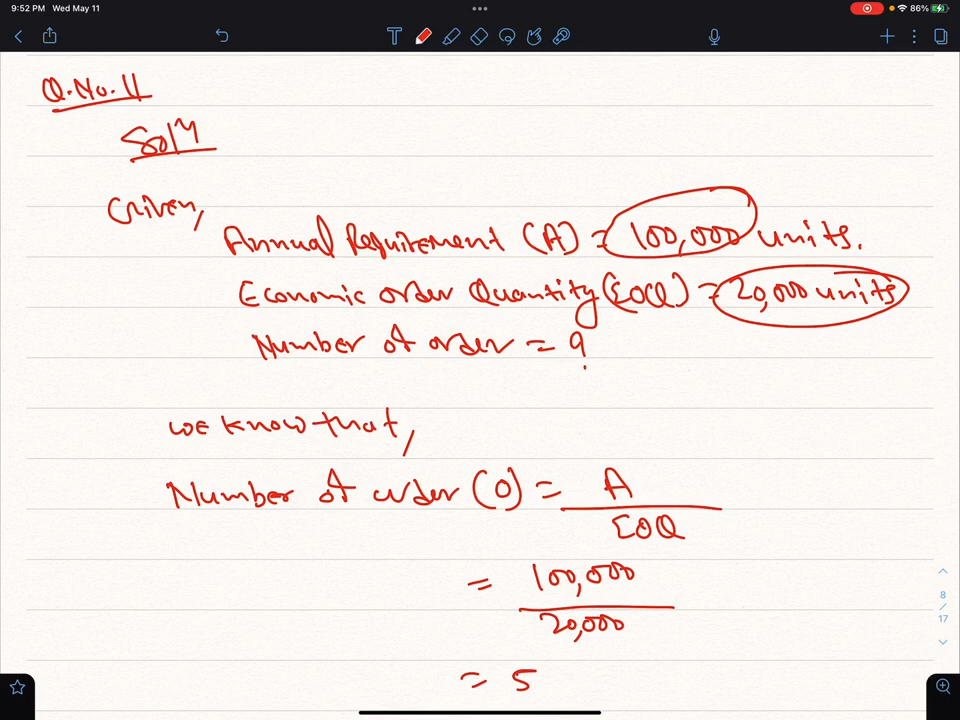 9:52 PM Wed May 11
86%
Q.No.11
Solⁿ
Given,
Annual Requirement (A) = 100,000 units.
Economic order Quantity (EOQ) = 20,000 units
Number of order = ?
we know that,
Number of order (O) = A
EOQ
= 100,000
20,000
= 5
8
/
17